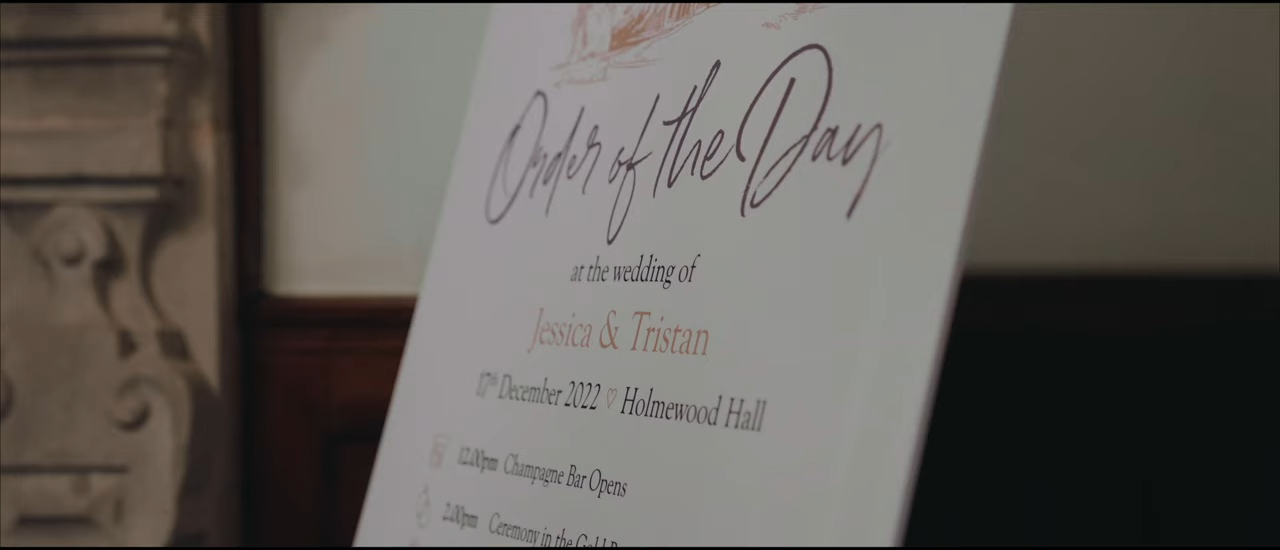 Order of the Day
at the wedding of
Jessica & Tristan
17th December 2022 ♡ Holmewood Hall
12.00pm Champagne Bar Opens
2.00pm Ceremony in the Gold